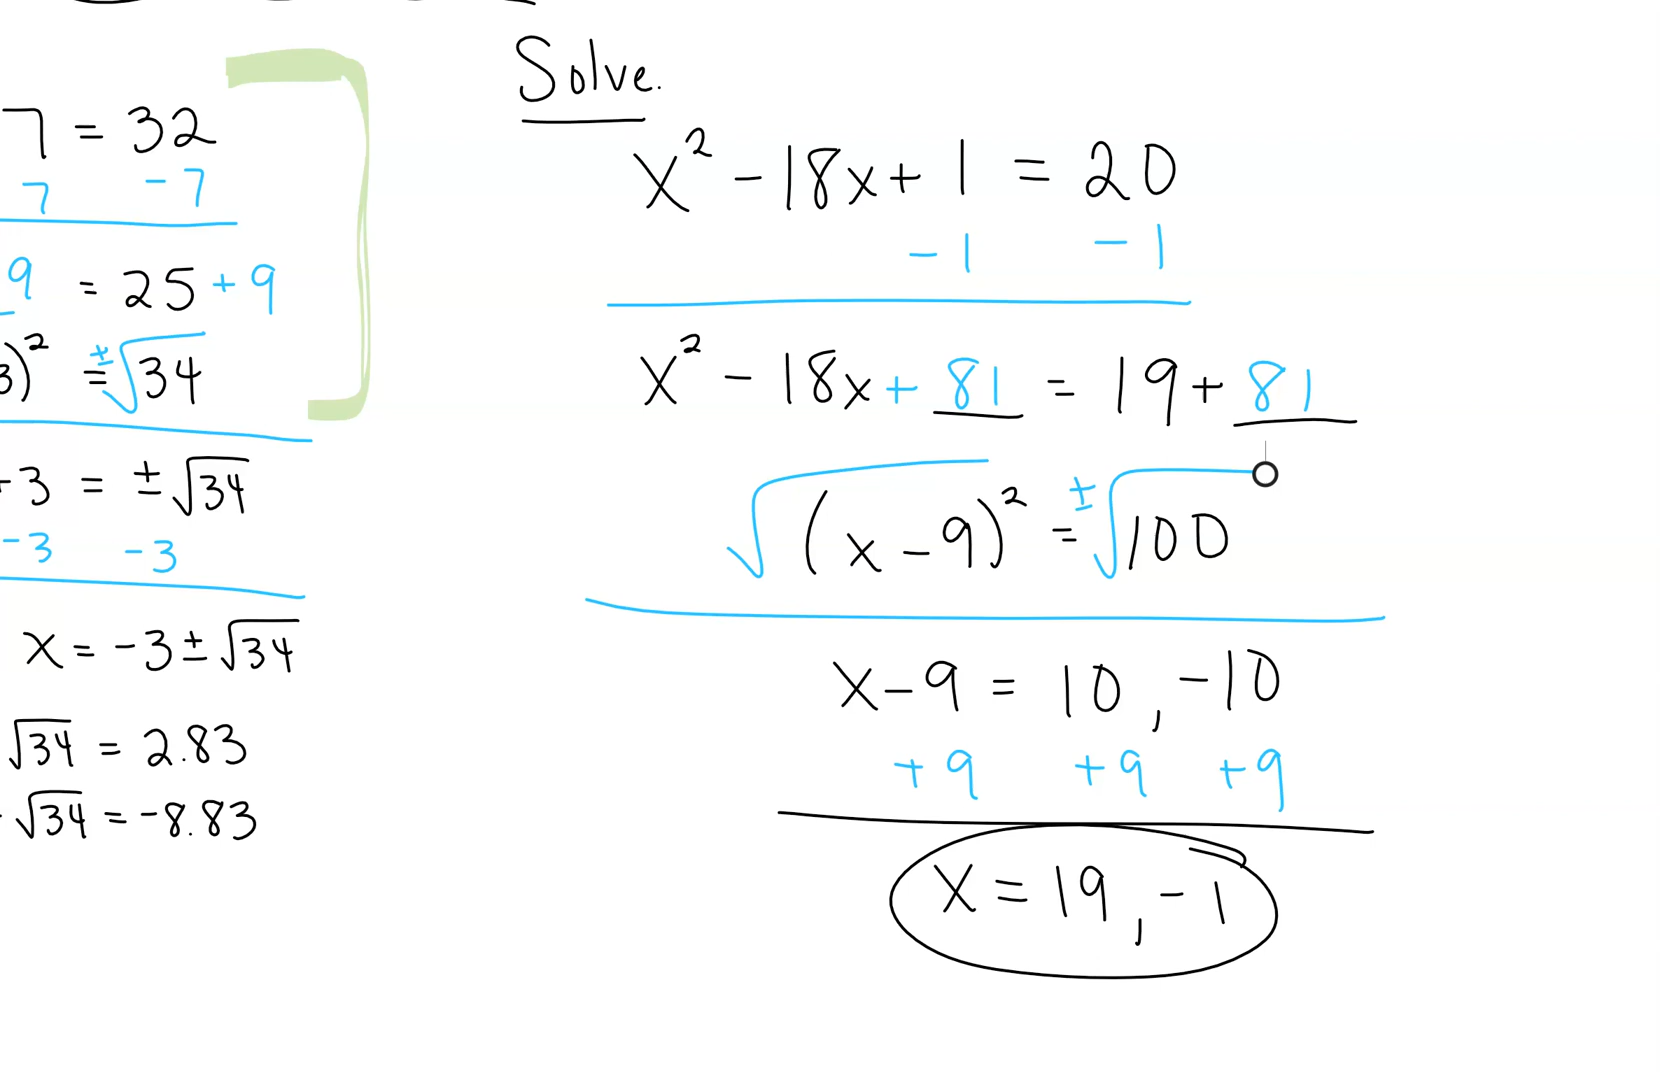 7 = 32
7 - 7
9 = 25 + 9
3)² = ±√34
+3 = ±√34
-3 -3
x = -3 ± √34
√34 = 2.83
√34 = -8.83
Solve.
x² - 18x + 1 = 20
- 1 - 1
x² - 18x + 81 = 19 + 81
√(x - 9)² = ±√100
x - 9 = 10, -10
+ 9 + 9 + 9
x = 19, - 1